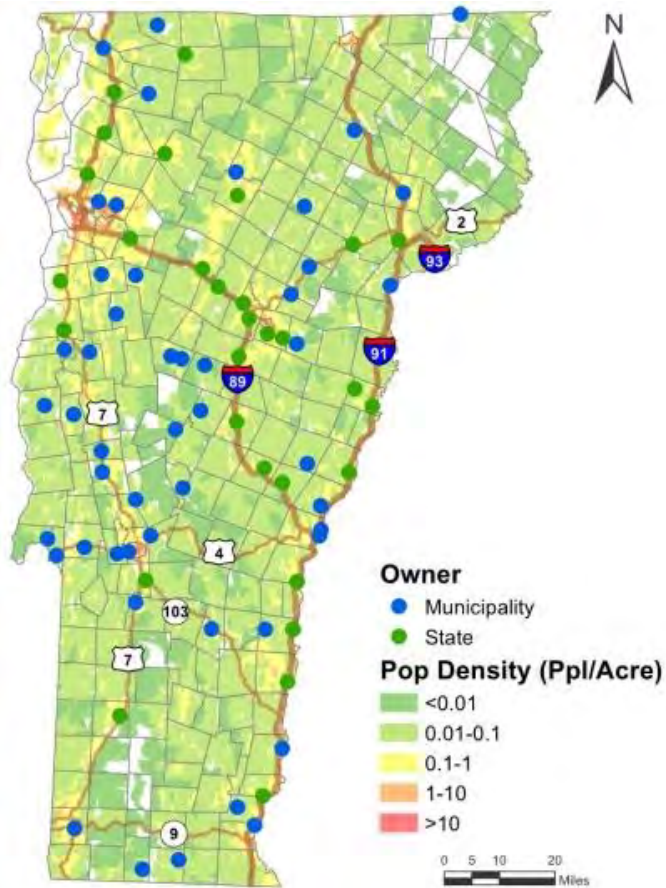 N
2
93
91
89
7
4
103
7
9
Owner
Municipality
State
Pop Density (Ppl/Acre)
<0.01
0.01-0.1
0.1-1
1-10
>10
0 5 10 20
Miles